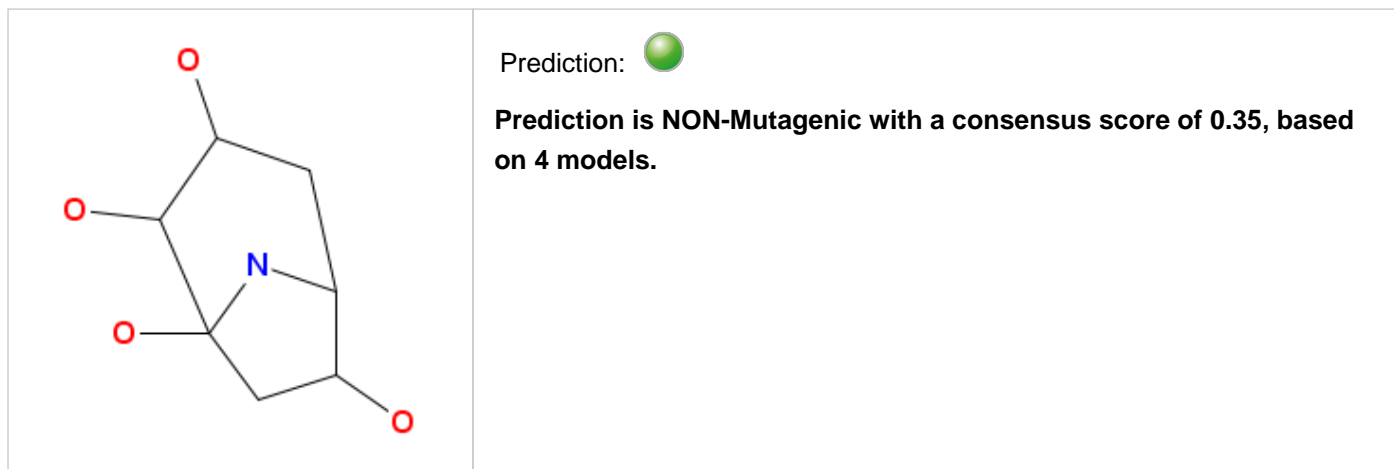 O
O
N
O
O
Prediction:
Prediction is NON-Mutagenic with a consensus score of 0.35, based
on 4 models.